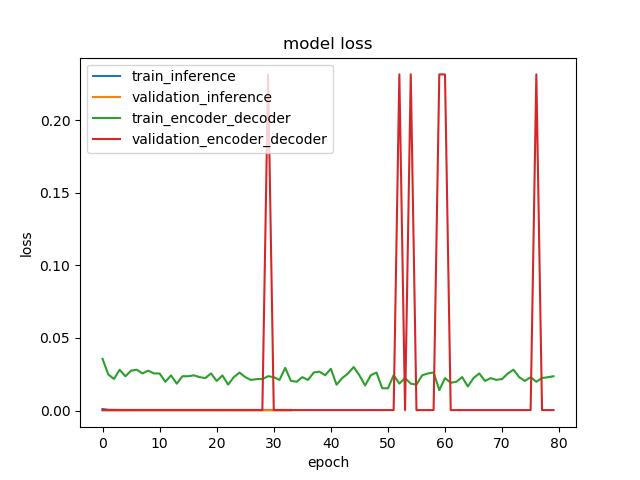 model loss
train_inference
validation_inference
train_encoder_decoder
validation_encoder_decoder
0.20
0.15
0.10
0.05
0.00
loss
0 10 20 30 40 50 60 70 80
epoch